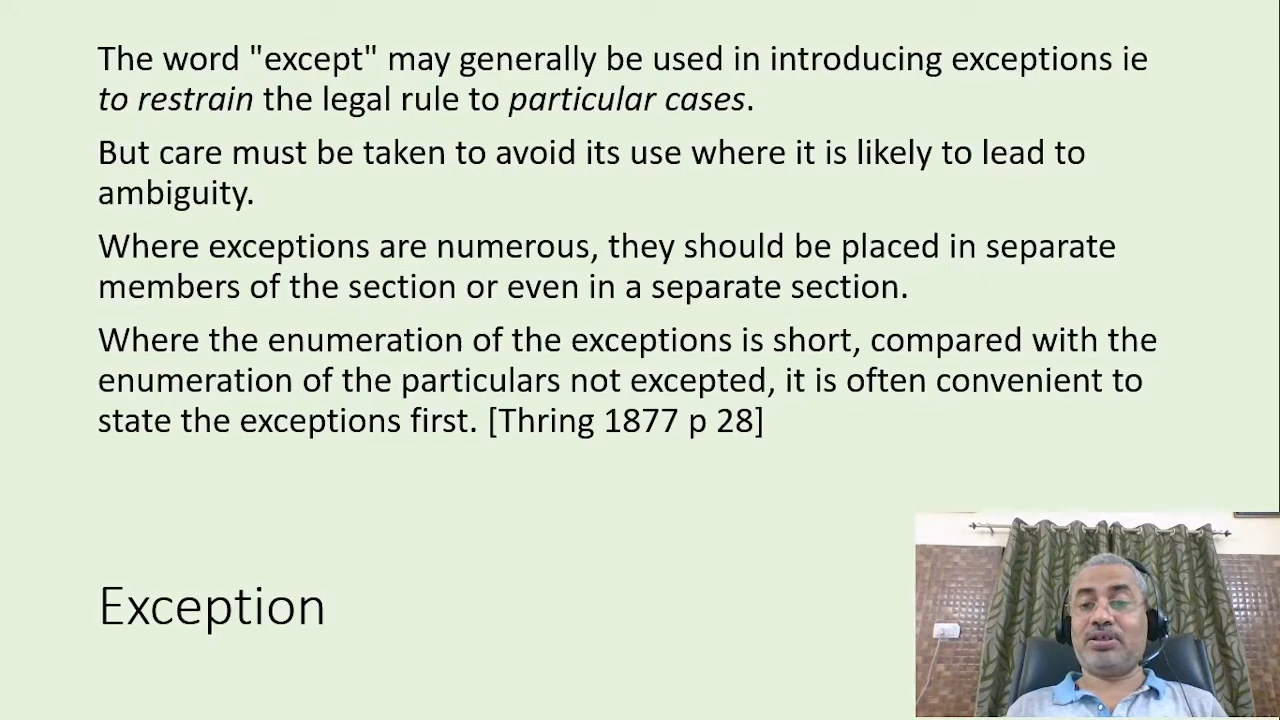 The word "except" may generally be used in introducing exceptions ie
to restrain the legal rule to particular cases.
But care must be taken to avoid its use where it is likely to lead to
ambiguity.
Where exceptions are numerous, they should be placed in separate
members of the section or even in a separate section.
Where the enumeration of the exceptions is short, compared with the
enumeration of the particulars not excepted, it is often convenient to
state the exceptions first. [Thring 1877 p 28]
Exception